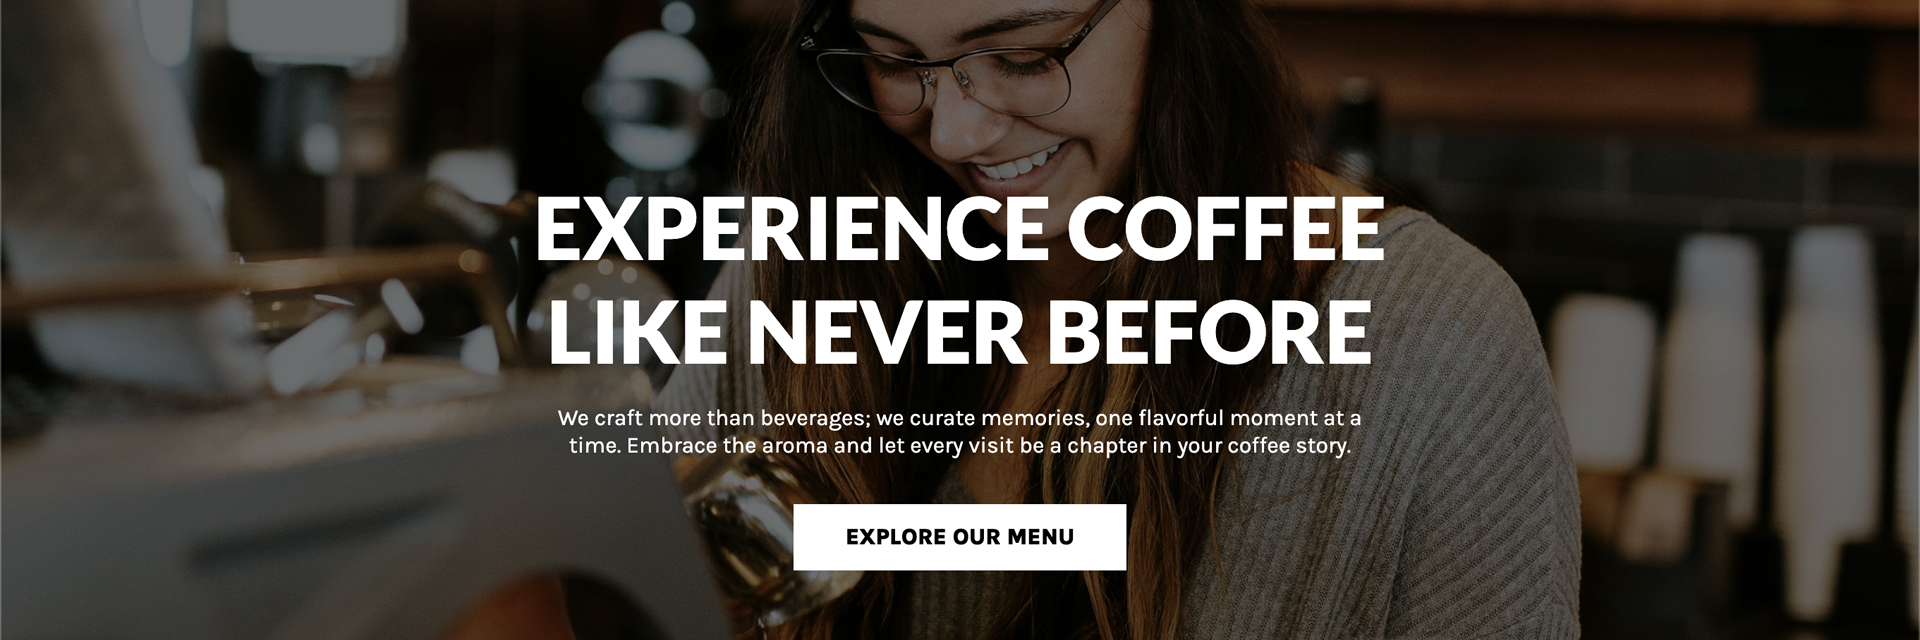 EXPERIENCE COFFEE
LIKE NEVER BEFORE
We craft more than beverages; we curate memories, one flavorful moment at a
time. Embrace the aroma and let every visit be a chapter in your coffee story.
EXPLORE OUR MENU